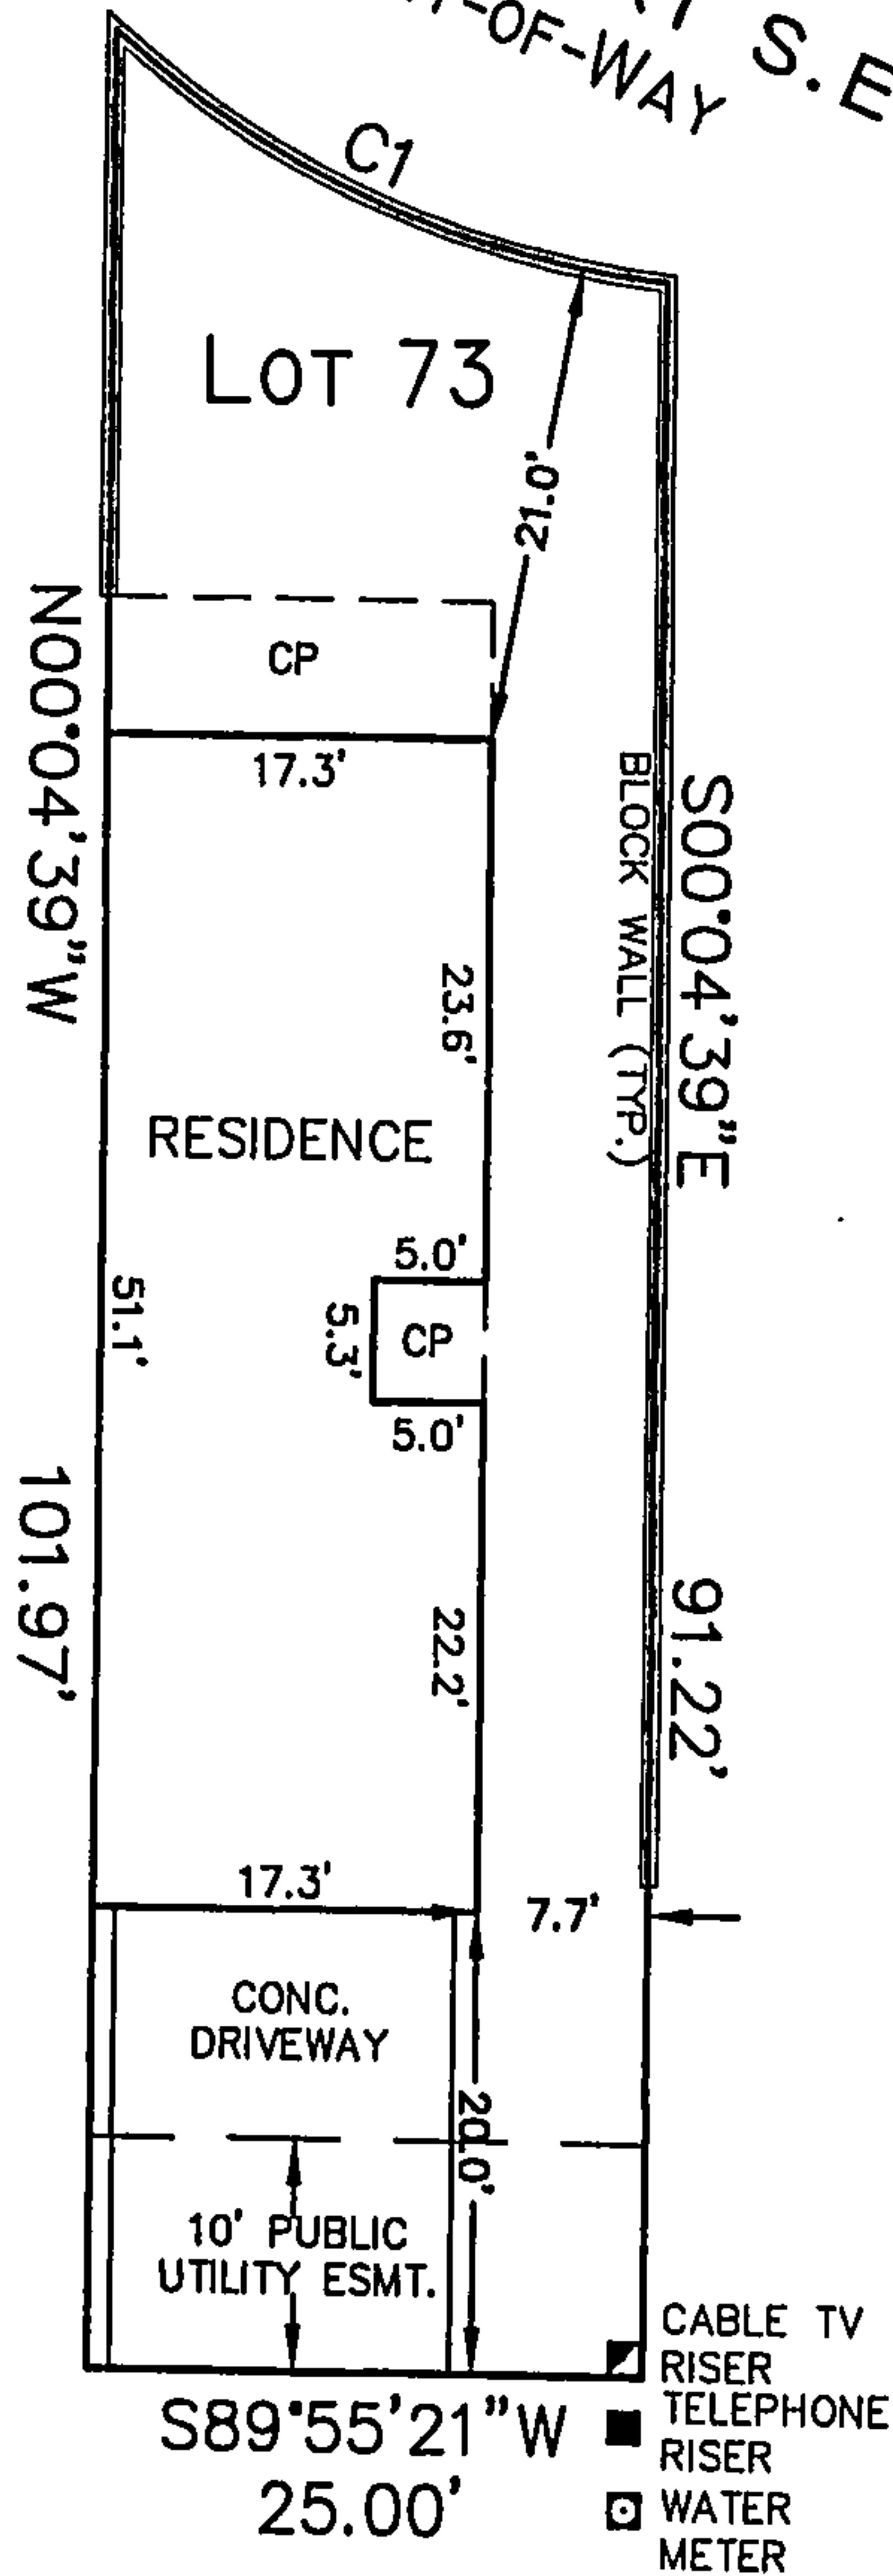 S.E
-OF-WAY
C1
LOT 73
21.0'
CP
17.3'
N00°04'39"W
BLOCK WALL (TYP.)
S00°04'39"E
23.6'
RESIDENCE
5.0'
5.3'
CP
5.0'
51.1'
101.97'
22.2'
91.22'
17.3'
7.7'
CONC.
DRIVEWAY
20.0'
10' PUBLIC
UTILITY ESMT.
CABLE TV
RISER
TELEPHONE
RISER
WATER
METER
S89°55'21"W
25.00'